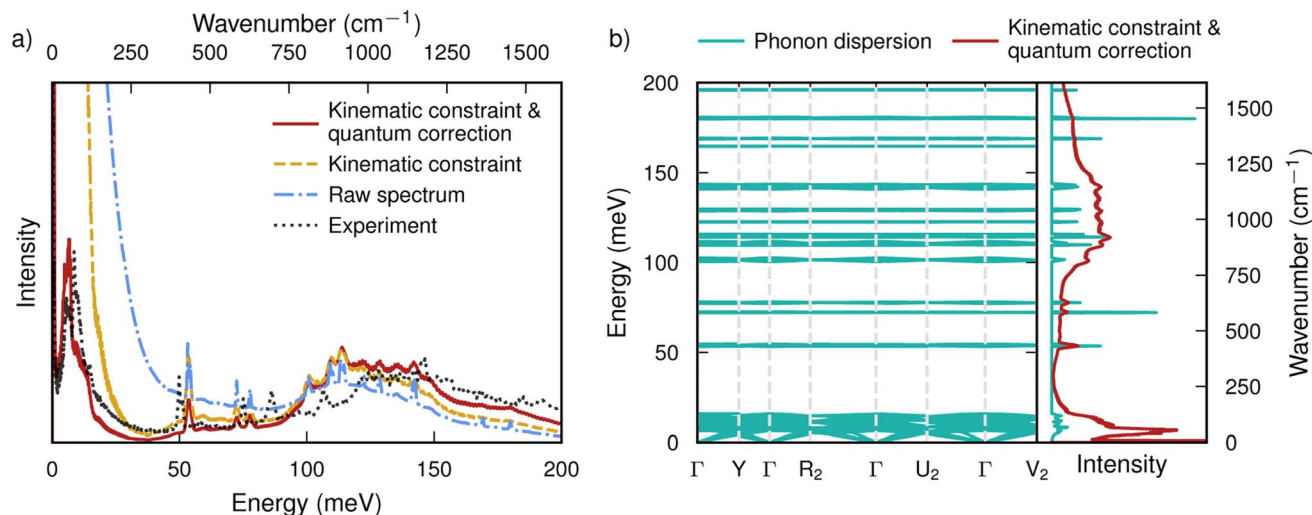 a)
Wavenumber (cm−1)
0 250 500 750 1000 1250 1500
Intensity
Kinematic constraint &
quantum correction
Kinematic constraint
Raw spectrum
Experiment
0 50 100 150 200
Energy (meV)
b)
Phonon dispersion
Kinematic constraint &
quantum correction
Energy (meV)
200
150
100
50
0
Γ Y Γ R2 Γ U2 Γ V2
Intensity
1500
1250
1000
750
500
250
0
Wavenumber (cm−1)